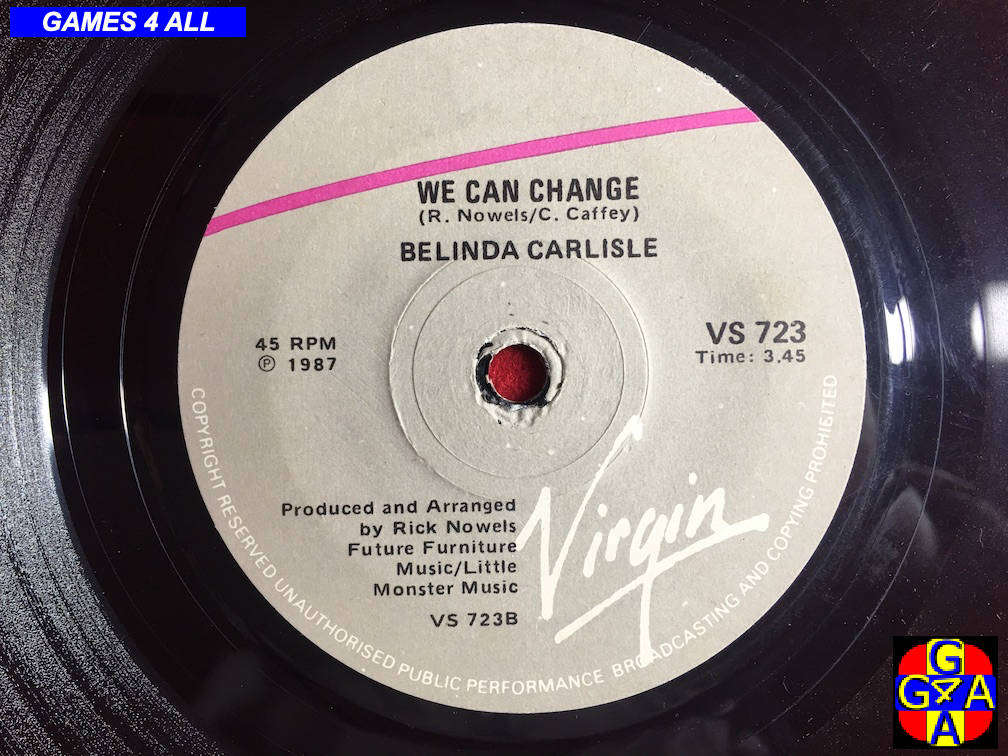 GAMES 4 ALL
WE CAN CHANGE
(R. Nowels/C. Caffey)
BELINDA CARLISLE
45 RPM
℗ 1987
VS 723
Time: 3.45
Produced and Arranged
by Rick Nowels
Future Furniture
Music/Little
Monster Music
VS 723B
Virgin
COPYRIGHT RESERVED UNAUTHORISED PUBLIC PERFORMANCE BROADCASTING AND COPYING PROHIBITED
G
G4A
A